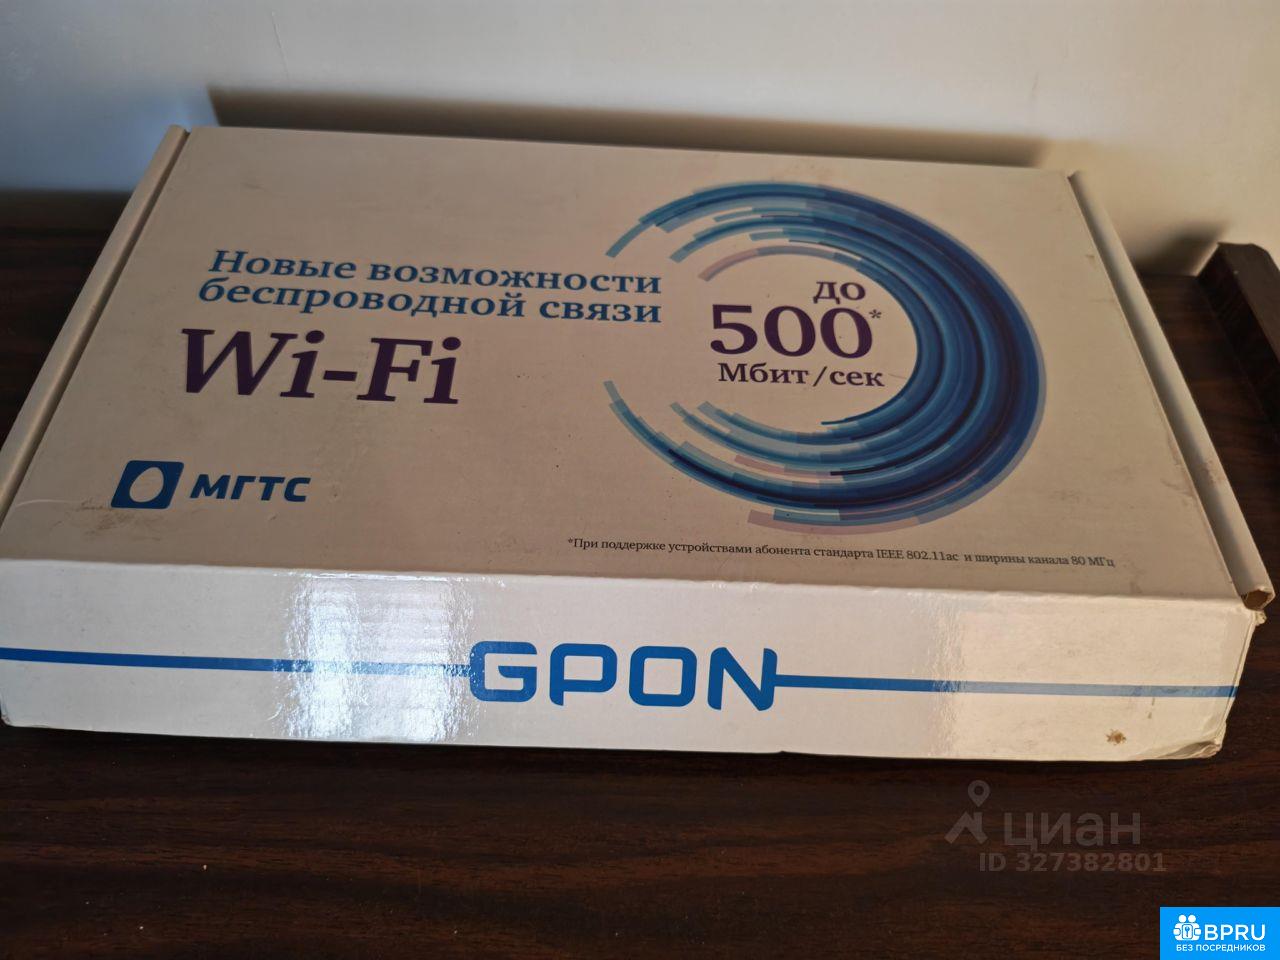 Новые возможности
беспроводной связи
Wi-Fi
до
500*
Мбит/сек
МГТС
*При поддержке устройствами абонента стандарта IEEE 802.11ac и ширины канала 80 МГц
GPON
циан
ID 327382801
BPRU
БЕЗ ПОСРЕДНИКОВ